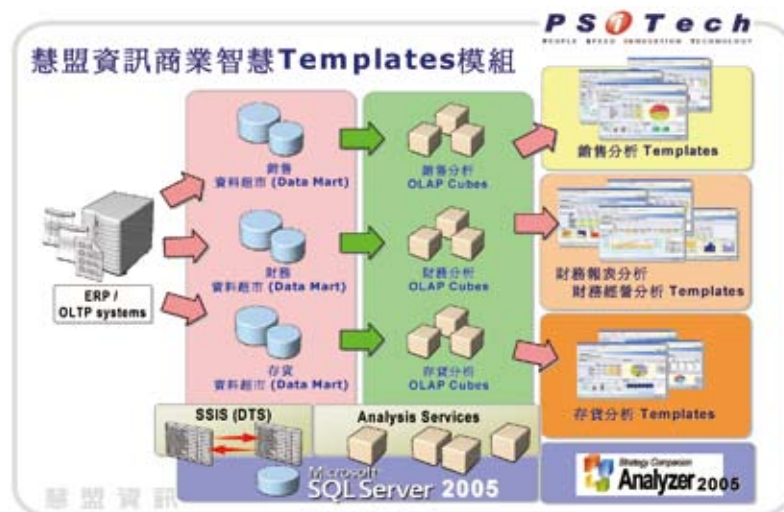 PSiTech
PEOPLE SPEED INNOVATION TECHNOLOGY
慧盟資訊商業智慧Templates模組
銷售
資料超市 (Data Mart)
銷售分析
OLAP Cubes
銷售分析 Templates
財務
資料超市 (Data Mart)
財務分析
OLAP Cubes
財務報表分析
財務經營分析 Templates
ERP /
OLTP systems
存貨
資料超市 (Data Mart)
存貨分析
OLAP Cubes
存貨分析 Templates
SSIS (DTS)
Analysis Services
Microsoft
SQL Server 2005
Strategy Companion
Analyzer 2005
慧盟資訊